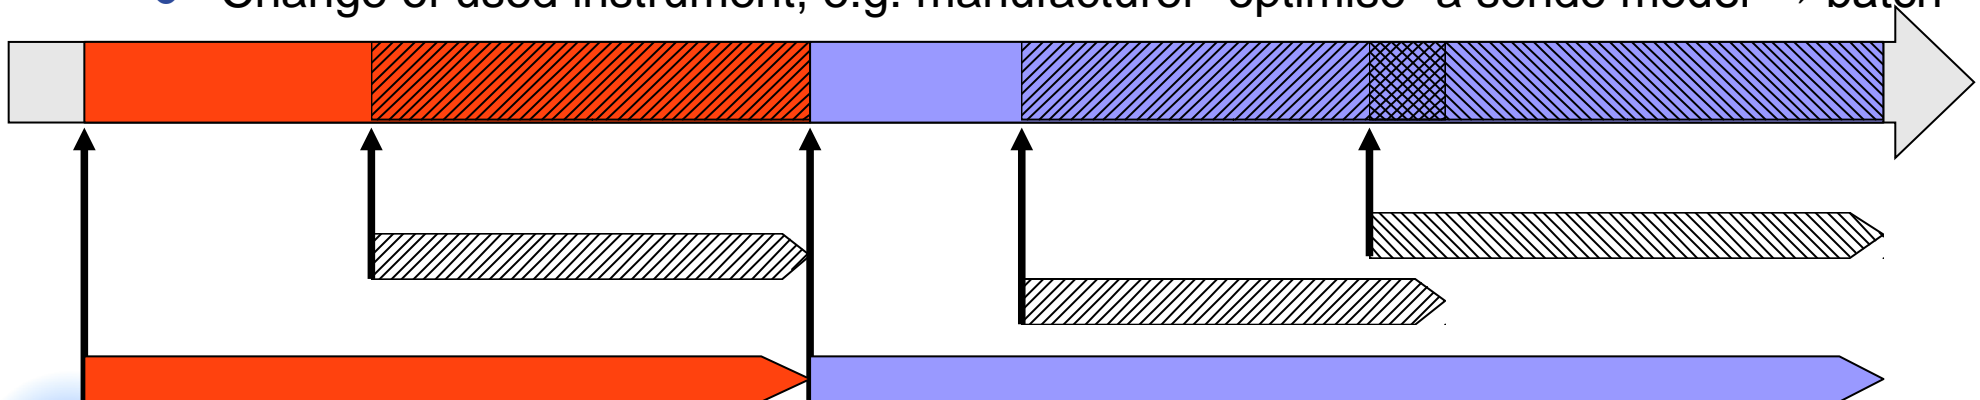 Change of used instrument, e.g. manufacturer "optimise" a sonde model → batch